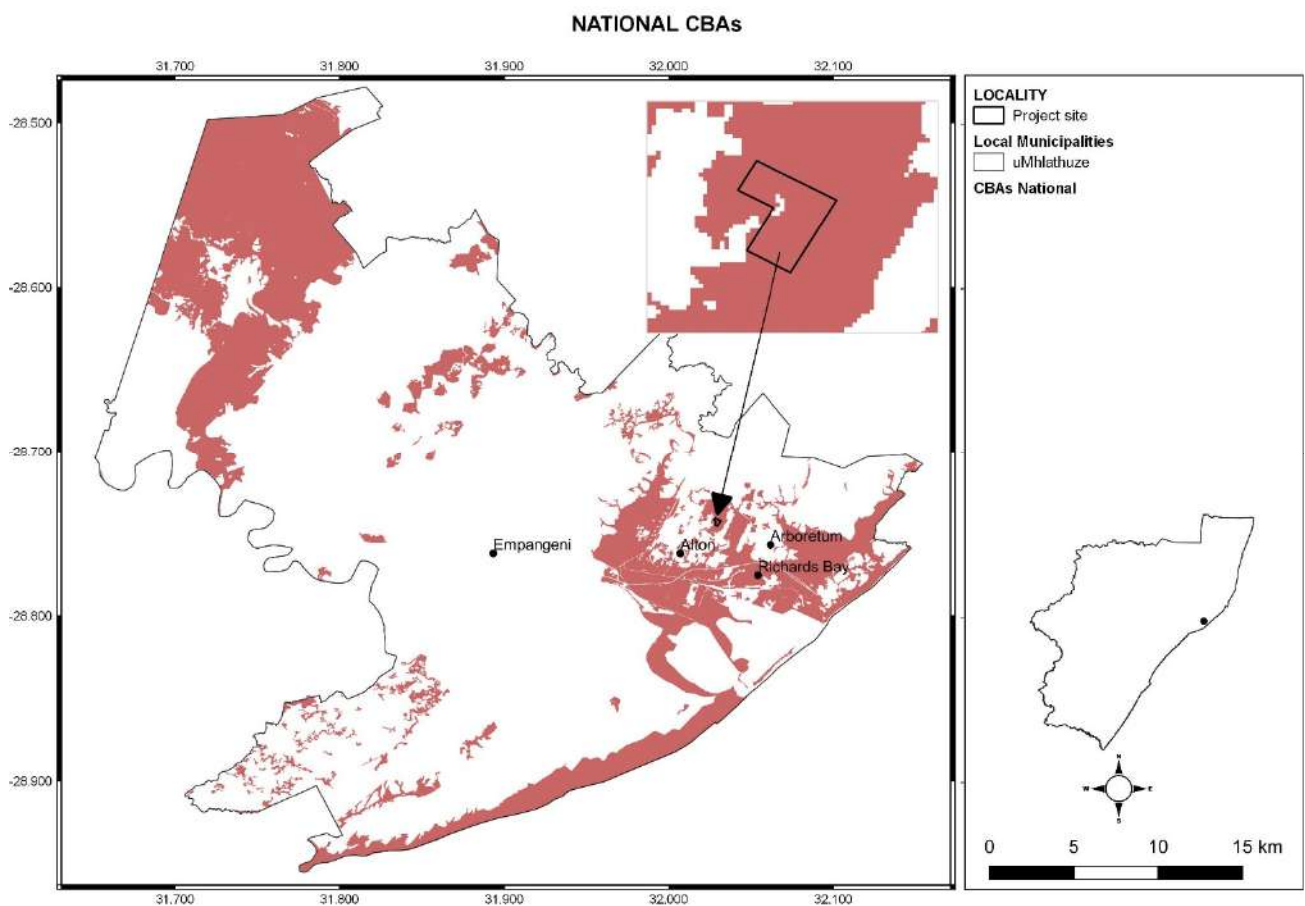 NATIONAL CBAs
31.700 31.800 31.900 32.000 32.100
-28.500
-28.600
-28.700
-28.800
-28.900
Empangeni
Alton
Arboretum
Richards Bay
31.700 31.800 31.900 32.000 32.100
LOCALITY
Project site
Local Municipalities
uMhlathuze
CBAs National
N
W E
S
0 5 10 15 km